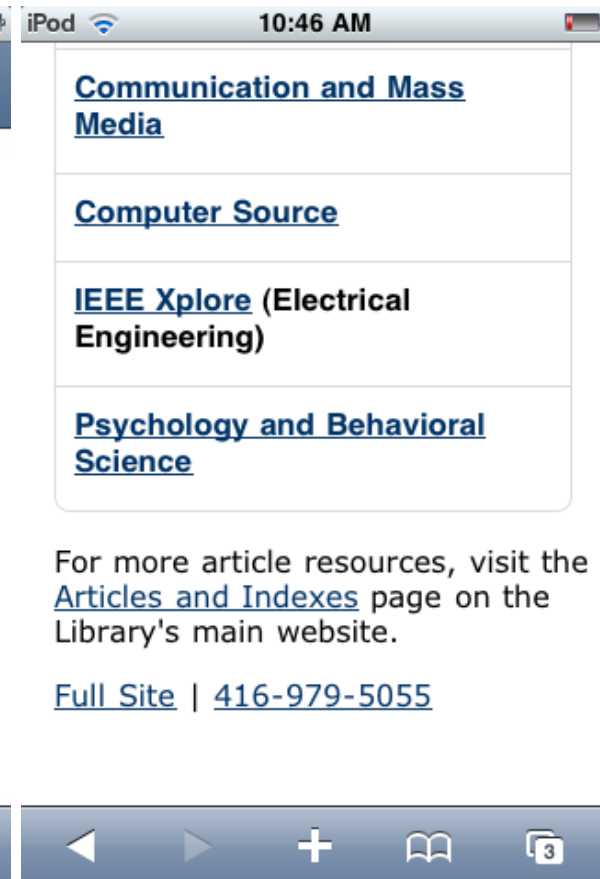 iPod 10:46 AM
Communication and Mass
Media
Computer Source
IEEE Xplore (Electrical
Engineering)
Psychology and Behavioral
Science
For more article resources, visit the
Articles and Indexes page on the
Library's main website.
Full Site | 416-979-5055
3